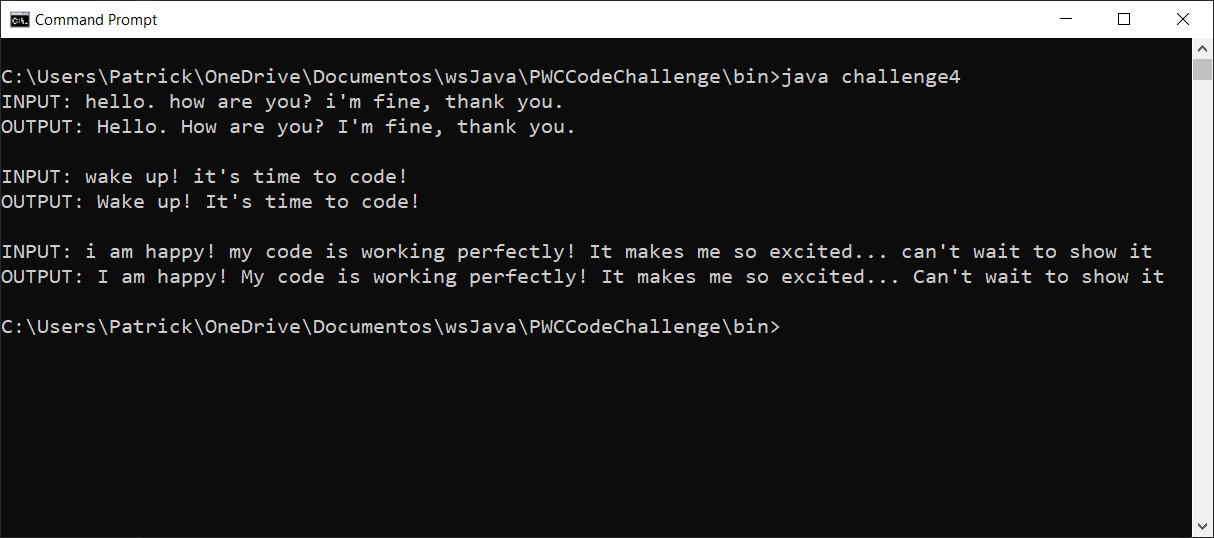 Command Prompt
C:\Users\Patrick\OneDrive\Documentos\wsJava\PWCCodeChallenge\bin>java challenge4
INPUT: hello. how are you? i'm fine, thank you.
OUTPUT: Hello. How are you? I'm fine, thank you.
INPUT: wake up! it's time to code!
OUTPUT: Wake up! It's time to code!
INPUT: i am happy! my code is working perfectly! It makes me so excited... can't wait to show it
OUTPUT: I am happy! My code is working perfectly! It makes me so excited... Can't wait to show it
C:\Users\Patrick\OneDrive\Documentos\wsJava\PWCCodeChallenge\bin>